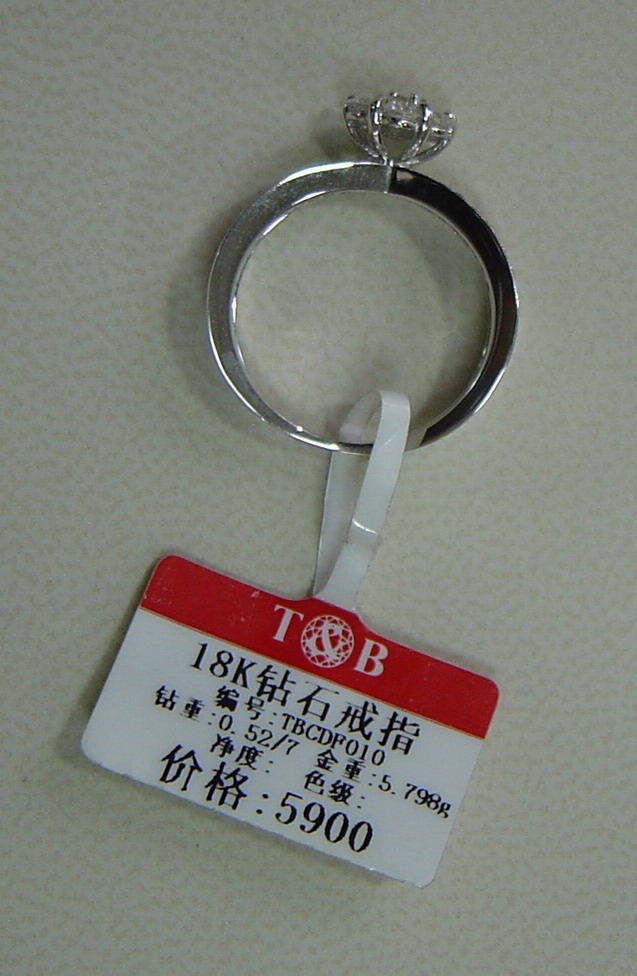 T&B
18K钻石戒指
编号:TBCDF010
钻重:0.52/7 金重:5.798g
净度: 色级:
价格:5900